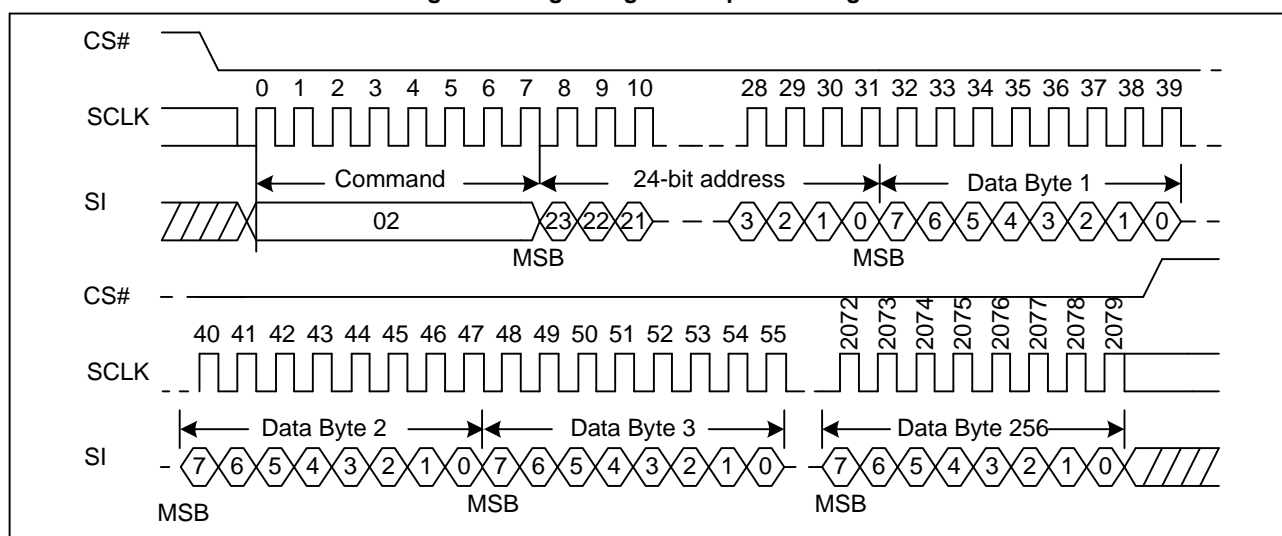 CS#
0 1 2 3 4 5 6 7 8 9 10 28 29 30 31 32 33 34 35 36 37 38 39
SCLK
Command 24-bit address Data Byte 1
SI
02 23 22 21 3 2 1 0 7 6 5 4 3 2 1 0
MSB MSB
CS#
40 41 42 43 44 45 46 47 48 49 50 51 52 53 54 55 2072 2073 2074 2075 2076 2077 2078 2079
SCLK
Data Byte 2 Data Byte 3 Data Byte 256
SI
7 6 5 4 3 2 1 0 7 6 5 4 3 2 1 0 7 6 5 4 3 2 1 0
MSB MSB MSB